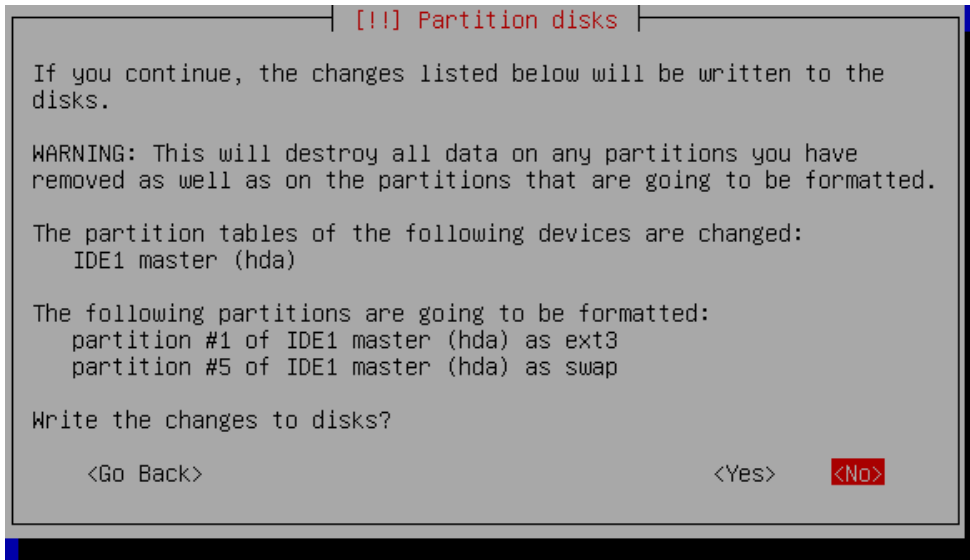 [!!] Partition disks
If you continue, the changes listed below will be written to the
disks.
WARNING: This will destroy all data on any partitions you have
removed as well as on the partitions that are going to be formatted.
The partition tables of the following devices are changed:
IDE1 master (hda)
The following partitions are going to be formatted:
partition #1 of IDE1 master (hda) as ext3
partition #5 of IDE1 master (hda) as swap
Write the changes to disks?
<Go Back> <Yes> <No>